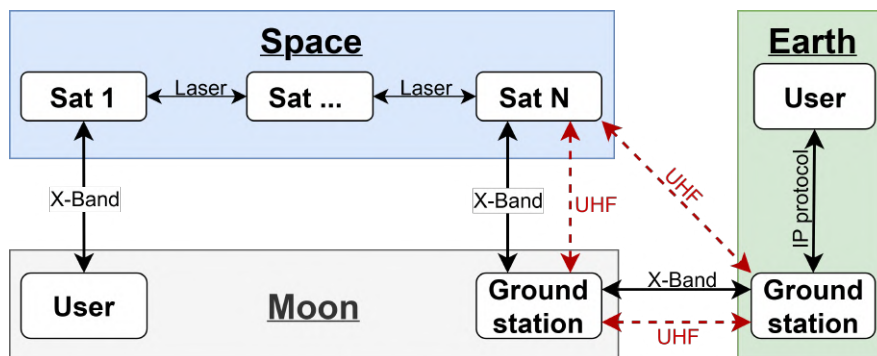 Space
Earth
Sat 1
Laser
Sat ...
Laser
Sat N
User
X-Band
X-Band
UHF
UHF
IP protocol
User
Moon
Ground
station
X-Band
UHF
Ground
station